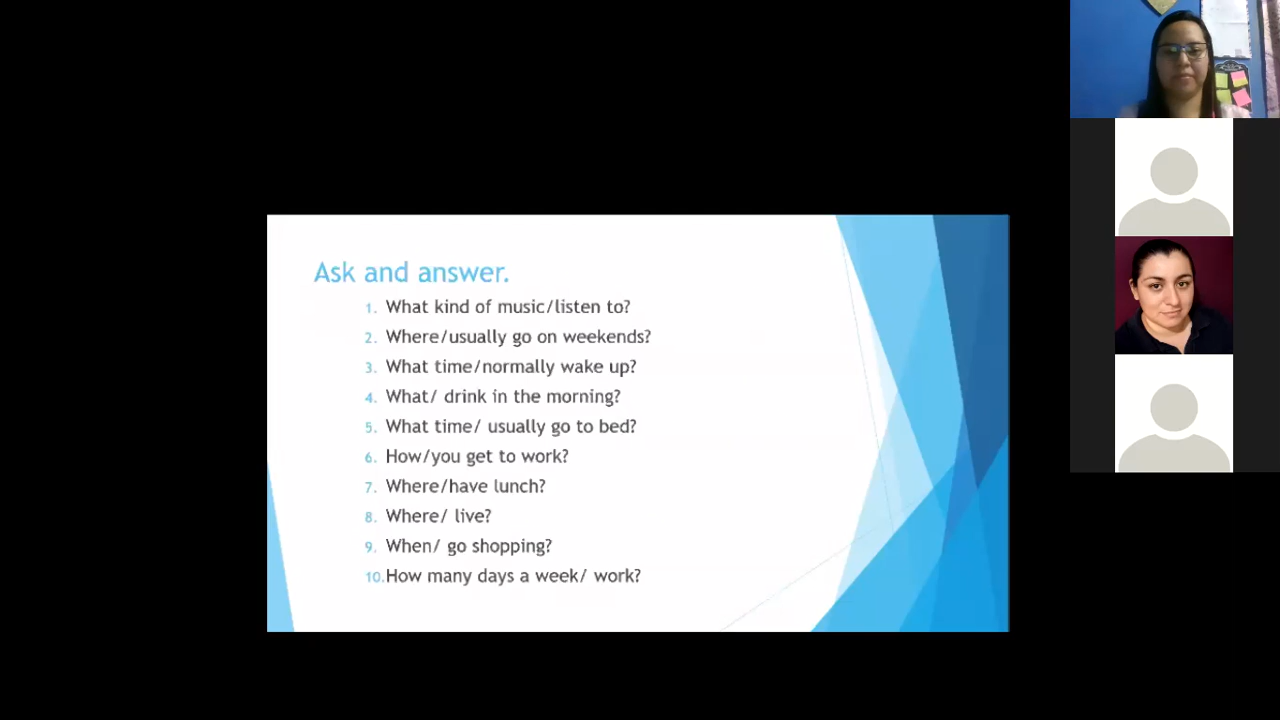 Ask and answer.
1. What kind of music/listen to?
2. Where/usually go on weekends?
3. What time/normally wake up?
4. What/ drink in the morning?
5. What time/ usually go to bed?
6. How/you get to work?
7. Where/have lunch?
8. Where/ live?
9. When/ go shopping?
10.How many days a week/ work?